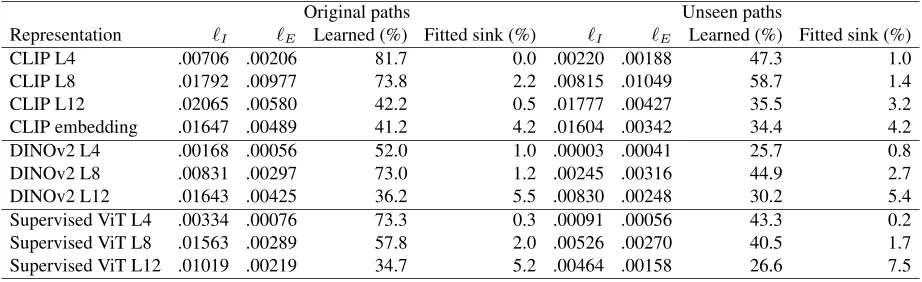 Original paths Unseen paths
Representation ℓI ℓE Learned (%) Fitted sink (%) ℓI ℓE Learned (%) Fitted sink (%)
CLIP L4 .00706 .00206 81.7 0.0 .00220 .00188 47.3 1.0
CLIP L8 .01792 .00977 73.8 2.2 .00815 .01049 58.7 1.4
CLIP L12 .02065 .00580 42.2 0.5 .01777 .00427 35.5 3.2
CLIP embedding .01647 .00489 41.2 4.2 .01604 .00342 34.4 4.2
DINOv2 L4 .00168 .00056 52.0 1.0 .00003 .00041 25.7 0.8
DINOv2 L8 .00831 .00297 73.0 1.2 .00245 .00316 44.9 2.7
DINOv2 L12 .01643 .00425 36.2 5.5 .00830 .00248 30.2 5.4
Supervised ViT L4 .00334 .00076 73.3 0.3 .00091 .00056 43.3 0.2
Supervised ViT L8 .01563 .00289 57.8 2.0 .00526 .00270 40.5 1.7
Supervised ViT L12 .01019 .00219 34.7 5.2 .00464 .00158 26.6 7.5